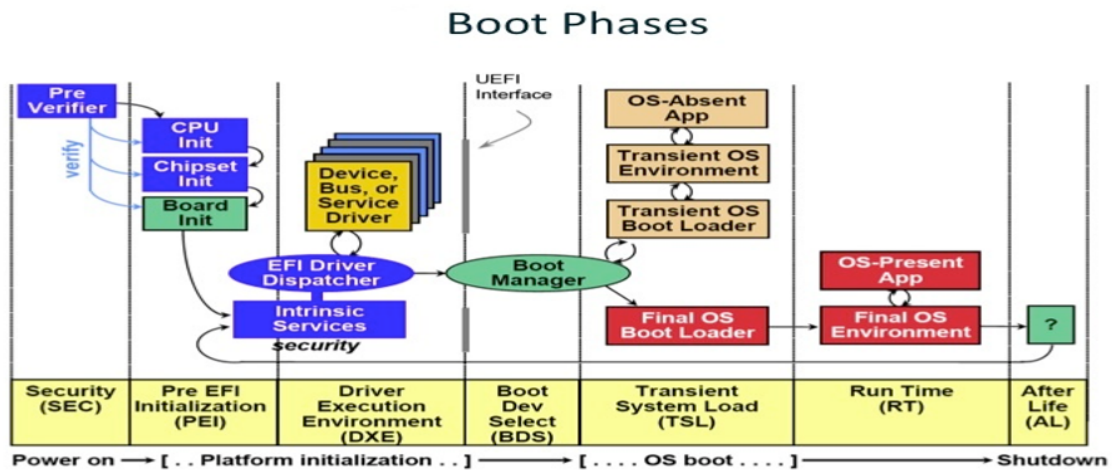 Boot Phases
UEFI
Interface
Pre
Verifier
verify
CPU
Init
Chipset
Init
Board
Init
Device,
Bus, or
Service
Driver
EFI Driver
Dispatcher
Intrinsic
Services
security
Boot
Manager
OS-Absent
App
Transient OS
Environment
Transient OS
Boot Loader
Final OS
Boot Loader
OS-Present
App
Final OS
Environment
?
Security
(SEC)
Pre EFI
Initialization
(PEI)
Driver
Execution
Environment
(DXE)
Boot
Dev
Select
(BDS)
Transient
System Load
(TSL)
Run Time
(RT)
After
Life
(AL)
Power on [ . . Platform initialization . . ] [ . . . . OS boot . . . . ] Shutdown